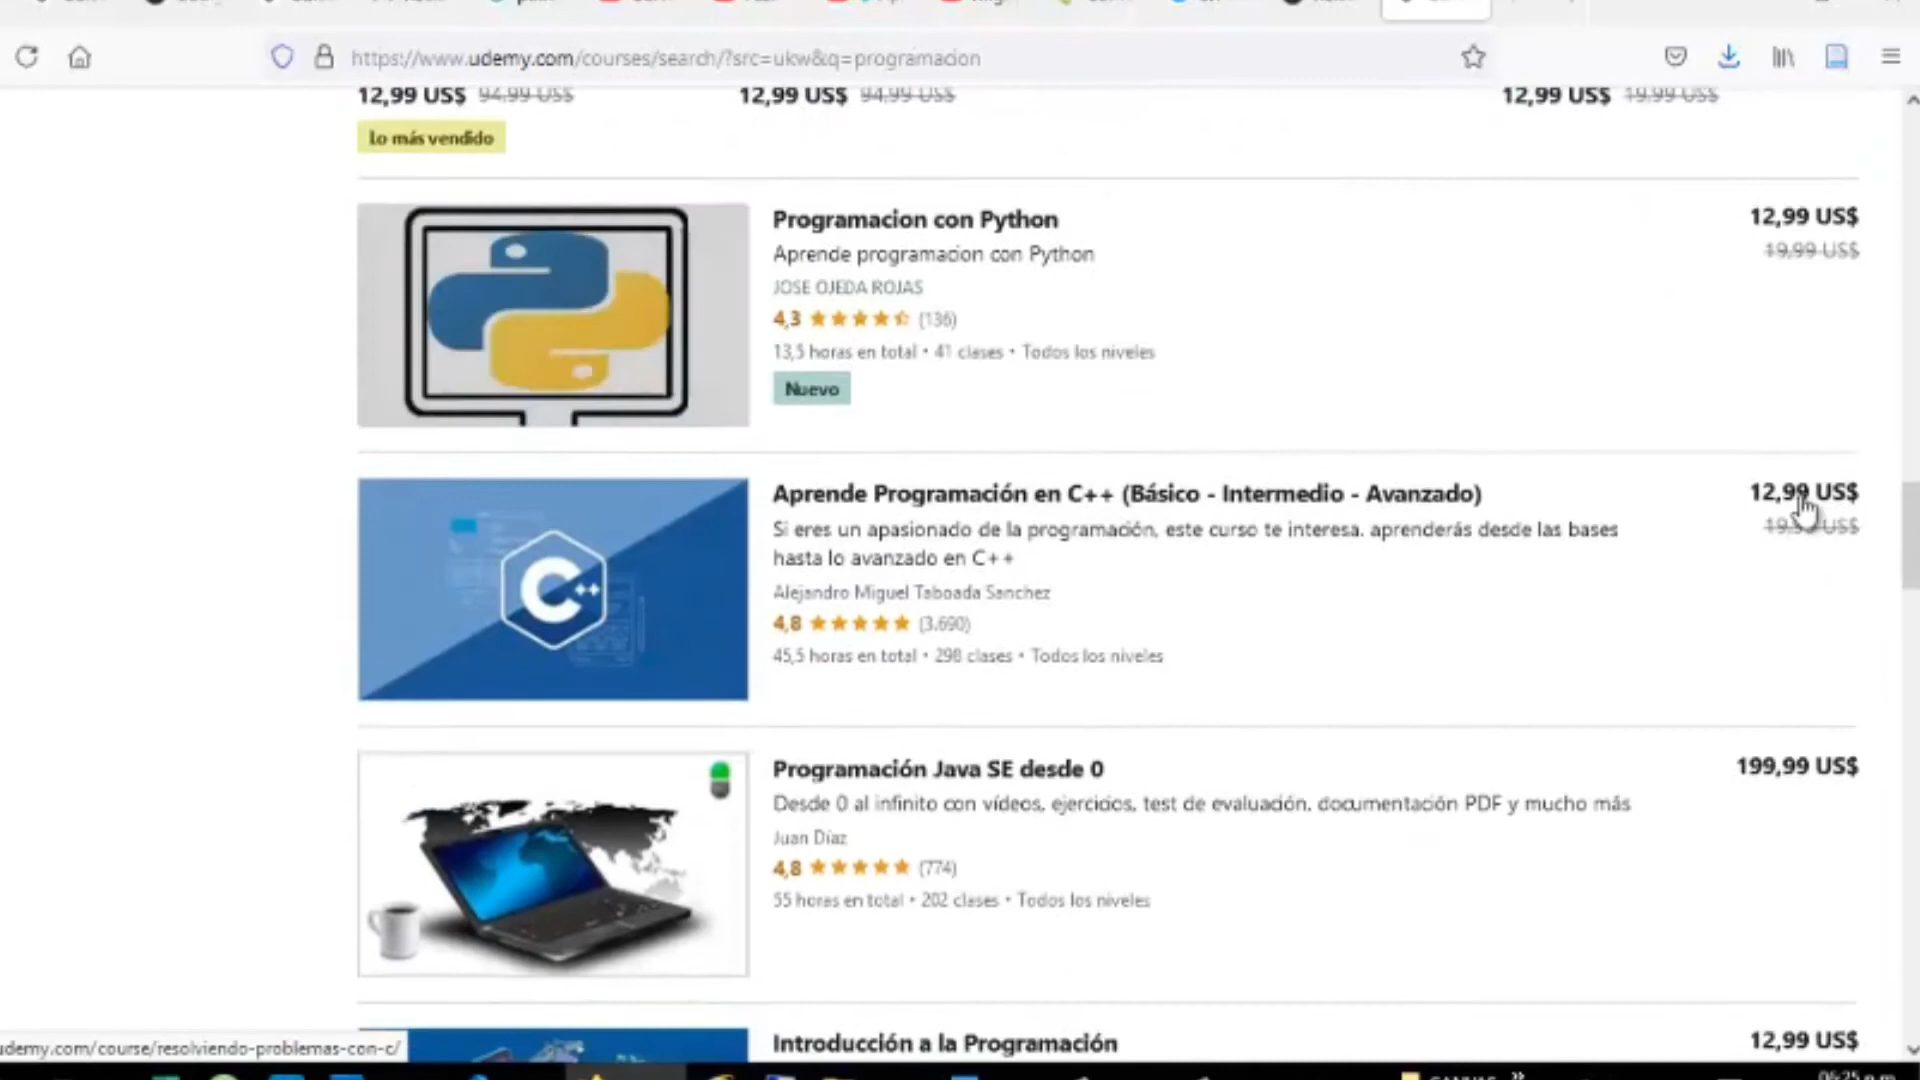 https://www.udemy.com/courses/search/?src=ukw&q=programacion
12,99 US$ 94,99 US$ 12,99 US$ 94,99 US$ 12,99 US$ 19,99 US$
Lo más vendido
Programacion con Python 12,99 US$
Aprende programacion con Python 19,99 US$
JOSE OJEDA ROJAS
4,3 (136)
13,5 horas en total • 41 clases • Todos los niveles
Nuevo
Aprende Programación en C++ (Básico - Intermedio - Avanzado) 12,99 US$
Si eres un apasionado de la programación, este curso te interesa. aprenderás desde las bases US$
hasta lo avanzado en C++
Alejandro Miguel Taboada Sanchez
4,8 (3.690)
45,5 horas en total • 298 clases • Todos los niveles
C++
Programación Java SE desde 0 199,99 US$
Desde 0 al infinito con vídeos, ejercicios, test de evaluación, documentación PDF y mucho más
Juan Díaz
4,8 (774)
55 horas en total • 202 clases • Todos los niveles
Introducción a la Programación 12,99 US$
udemy.com/course/resolviendo-problemas-con-c/